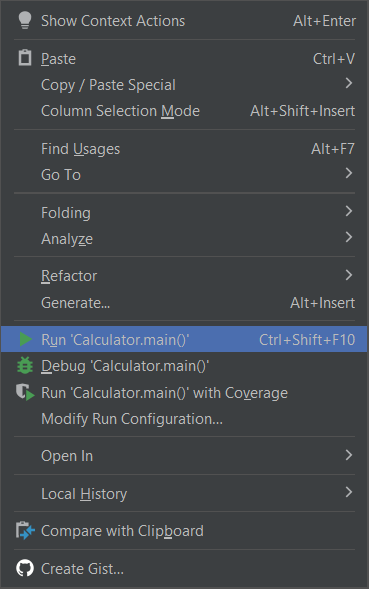 Show Context Actions Alt+Enter
Paste Ctrl+V
Copy / Paste Special
Column Selection Mode Alt+Shift+Insert
Find Usages Alt+F7
Go To
Folding
Analyze
Refactor
Generate... Alt+Insert
Run 'Calculator.main()' Ctrl+Shift+F10
Debug 'Calculator.main()'
Run 'Calculator.main()' with Coverage
Modify Run Configuration...
Open In
Local History
Compare with Clipboard
Create Gist...